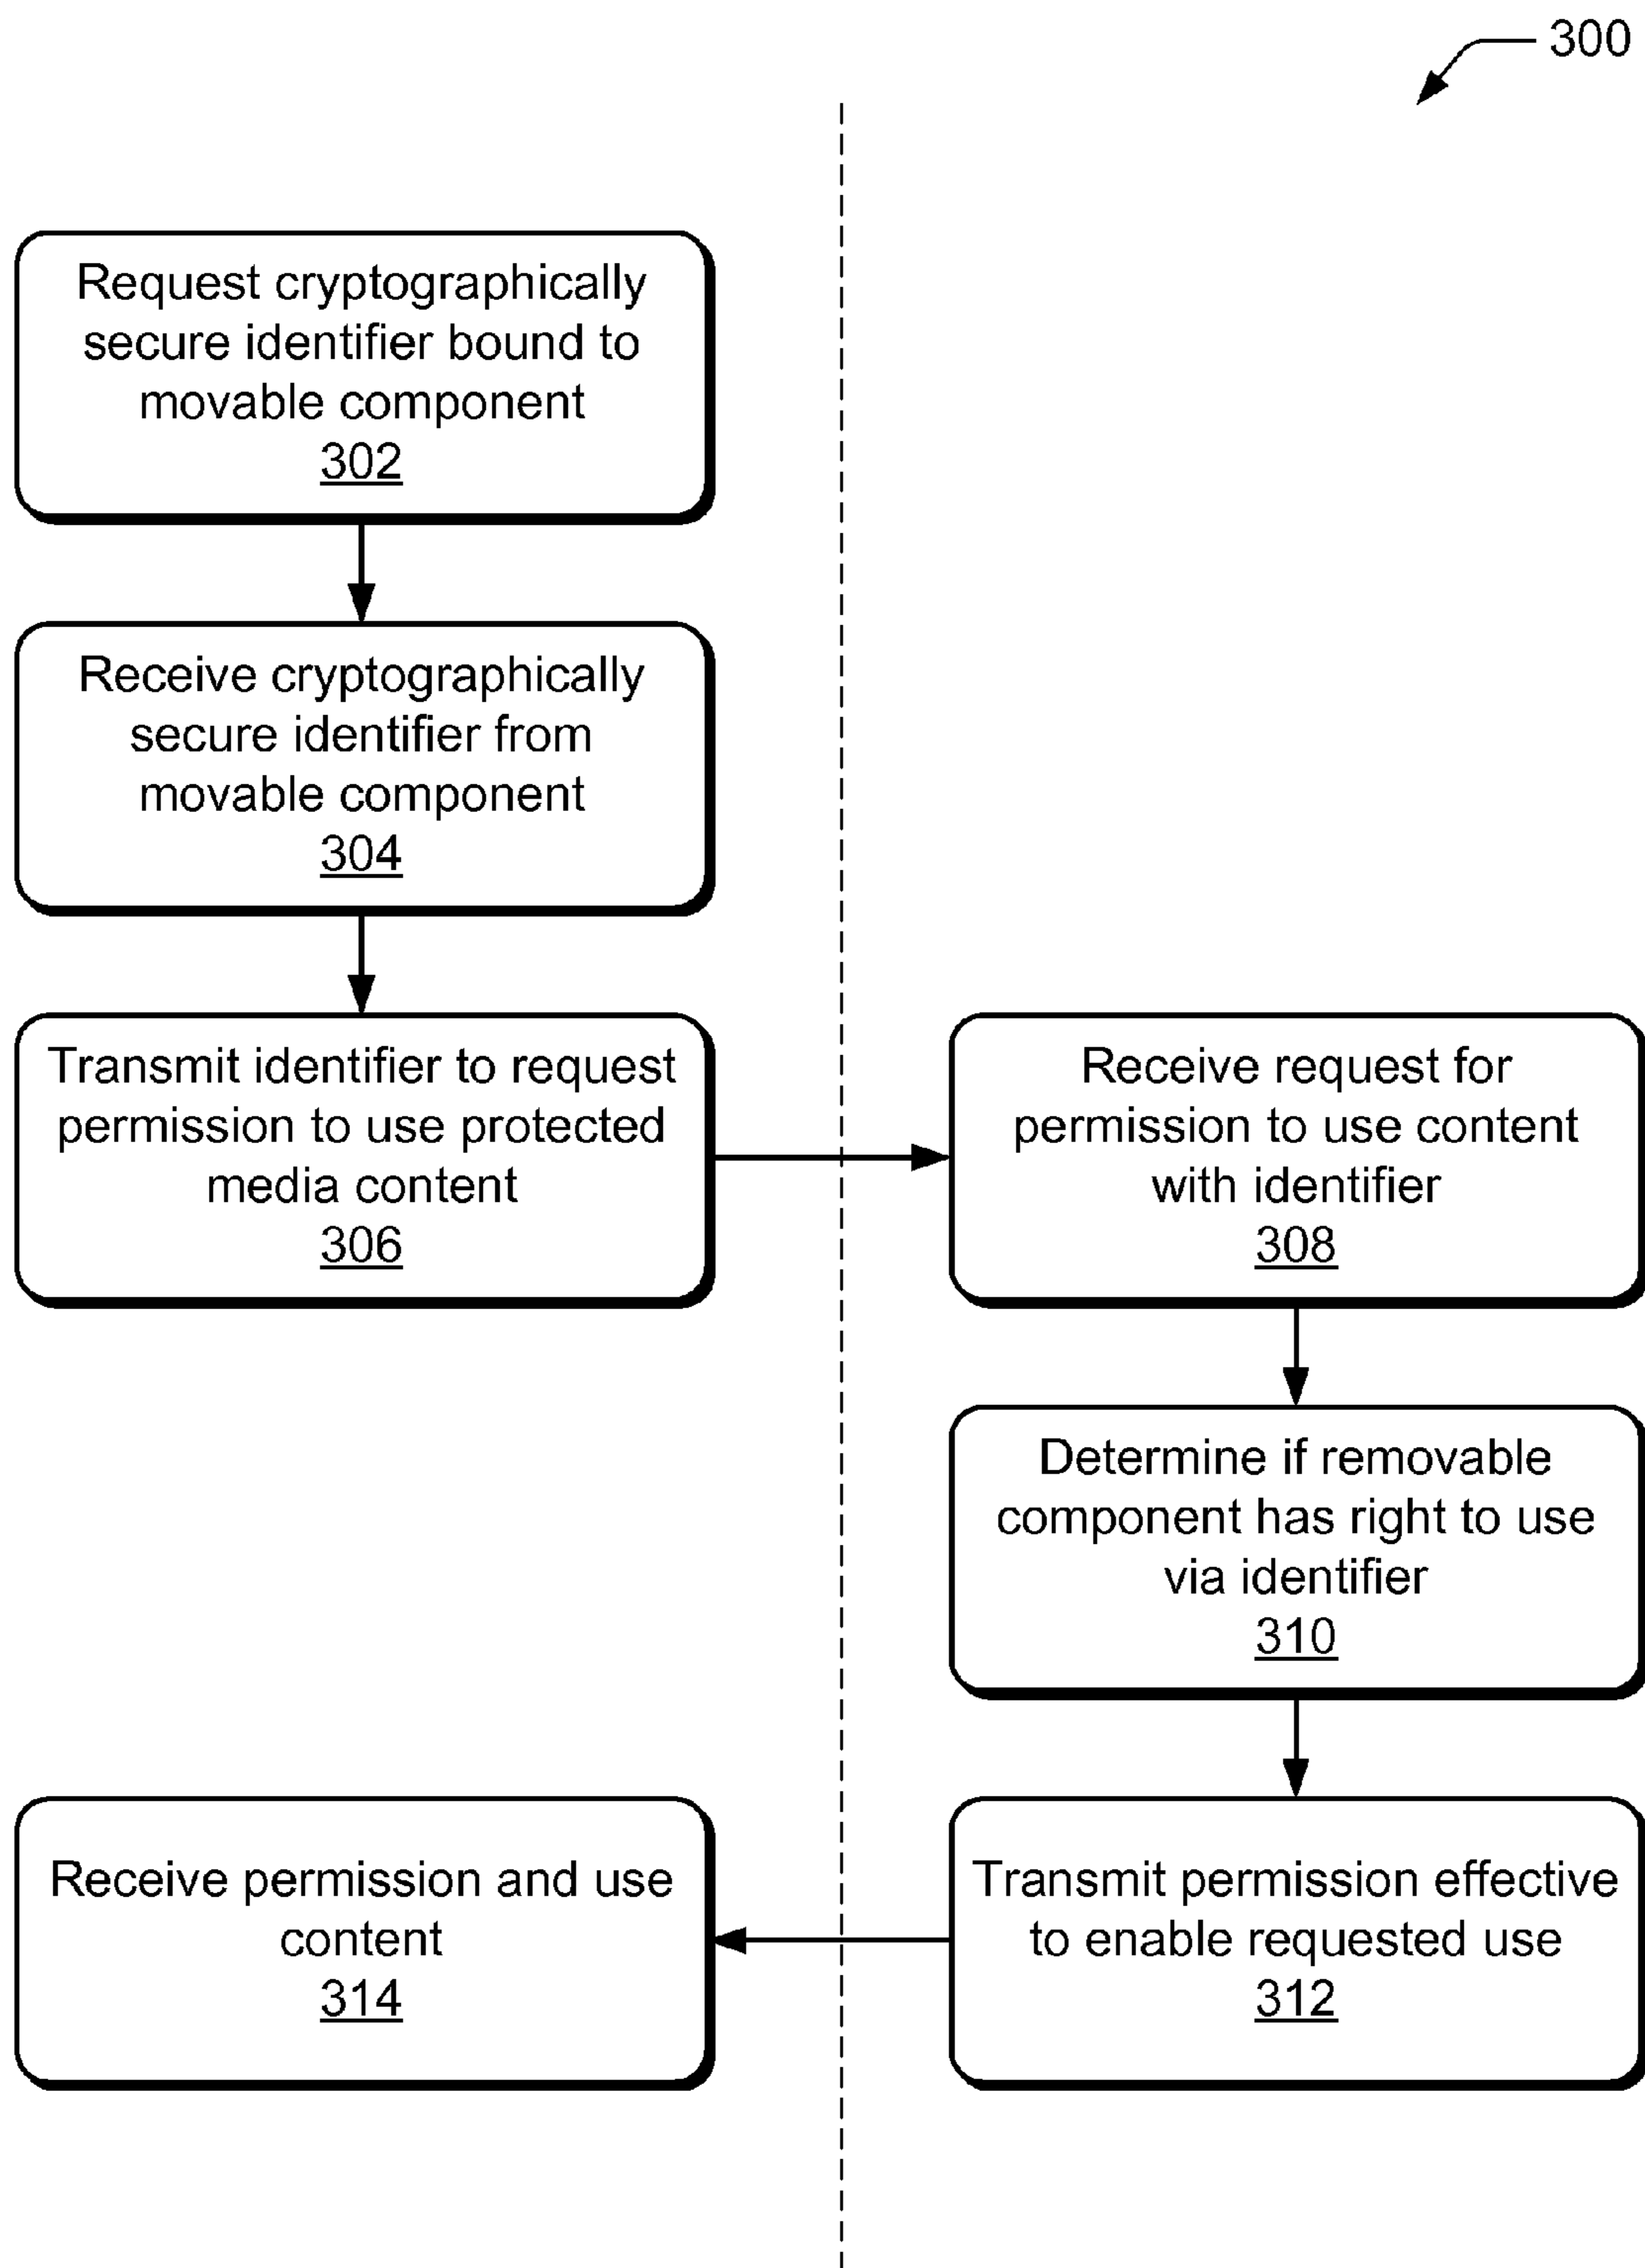 300
Request cryptographically
secure identifier bound to
movable component
302
Receive cryptographically
secure identifier from
movable component
304
Transmit identifier to request
permission to use protected
media content
306
Receive request for
permission to use content
with identifier
308
Determine if removable
component has right to use
via identifier
310
Transmit permission effective
to enable requested use
312
Receive permission and use
content
314